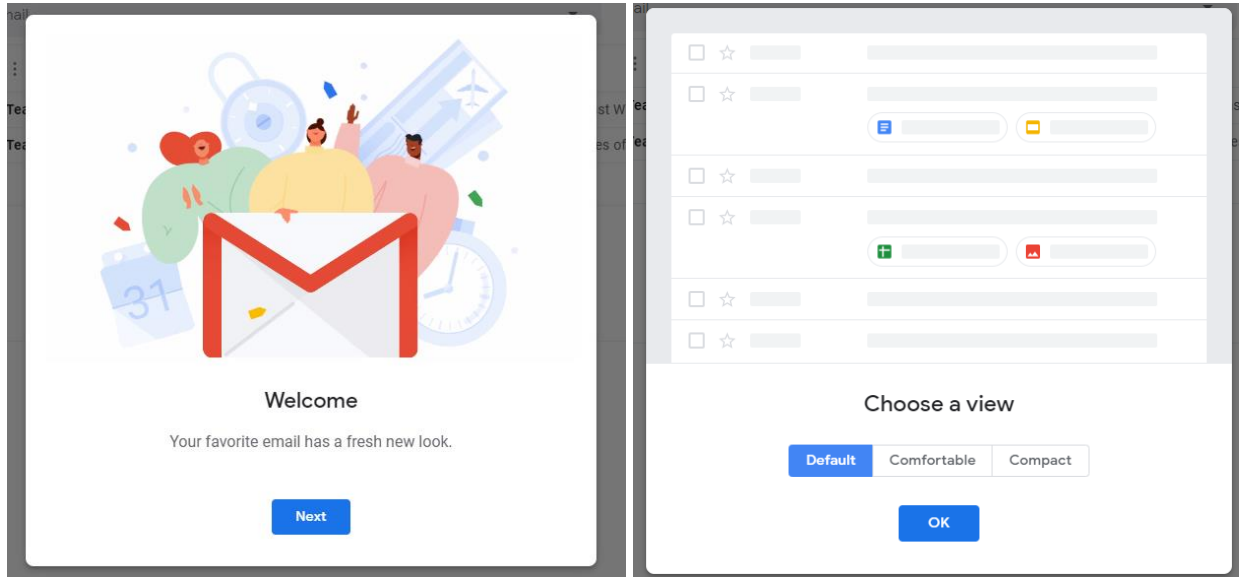 Welcome
Your favorite email has a fresh new look.
Next
31
Choose a view
Default Comfortable Compact
OK